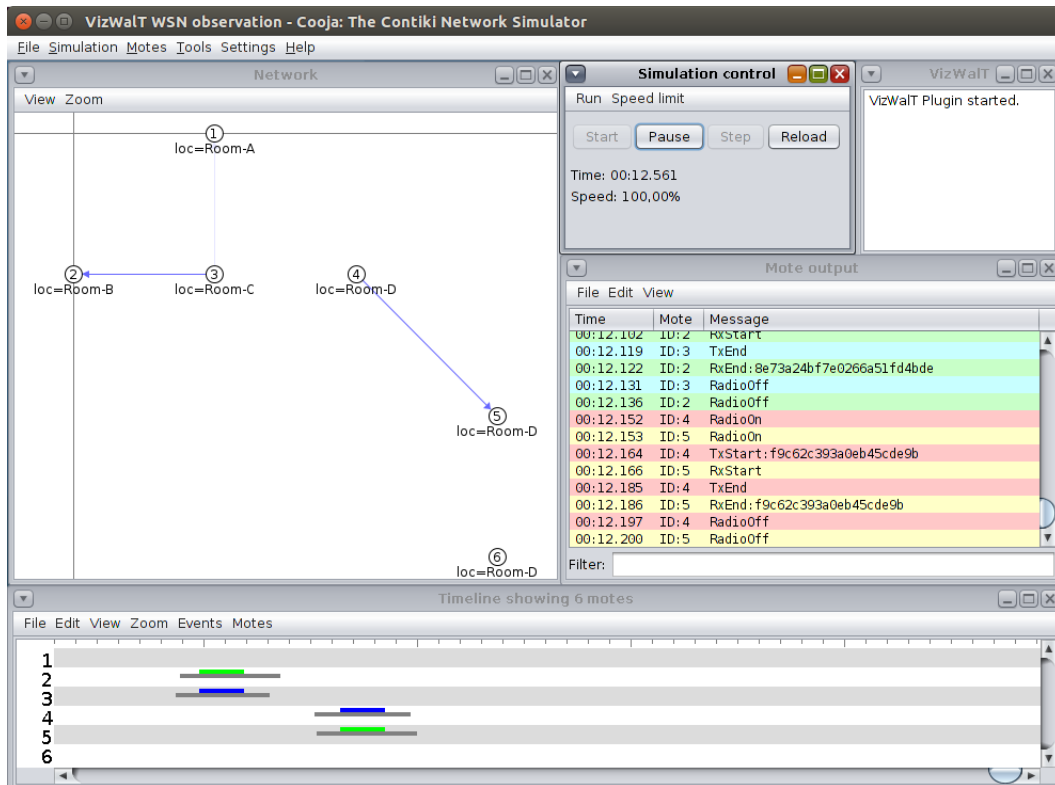 VizWalT WSN observation - Cooja: The Contiki Network Simulator
File Simulation Motes Tools Settings Help
Network
View Zoom
1
loc=Room-A
2
loc=Room-B
3
loc=Room-C
4
loc=Room-D
5
loc=Room-D
6
loc=Room-D
Simulation control
Run Speed limit
Start Pause Step Reload
Time: 00:12.561
Speed: 100,00%
VizWalT
VizWalT Plugin started.
Mote output
File Edit View
Time Mote Message
00:12.102 ID:2 RxStart
00:12.119 ID:3 TxEnd
00:12.122 ID:2 RxEnd:8e73a24bf7e0266a51fd4bde
00:12.131 ID:3 RadioOff
00:12.136 ID:2 RadioOff
00:12.152 ID:4 RadioOn
00:12.153 ID:5 RadioOn
00:12.164 ID:4 TxStart:f9c62c393a0eb45cde9b
00:12.166 ID:5 RxStart
00:12.185 ID:4 TxEnd
00:12.186 ID:5 RxEnd:f9c62c393a0eb45cde9b
00:12.197 ID:4 RadioOff
00:12.200 ID:5 RadioOff
Filter:
Timeline showing 6 motes
File Edit View Zoom Events Motes
1
2
3
4
5
6